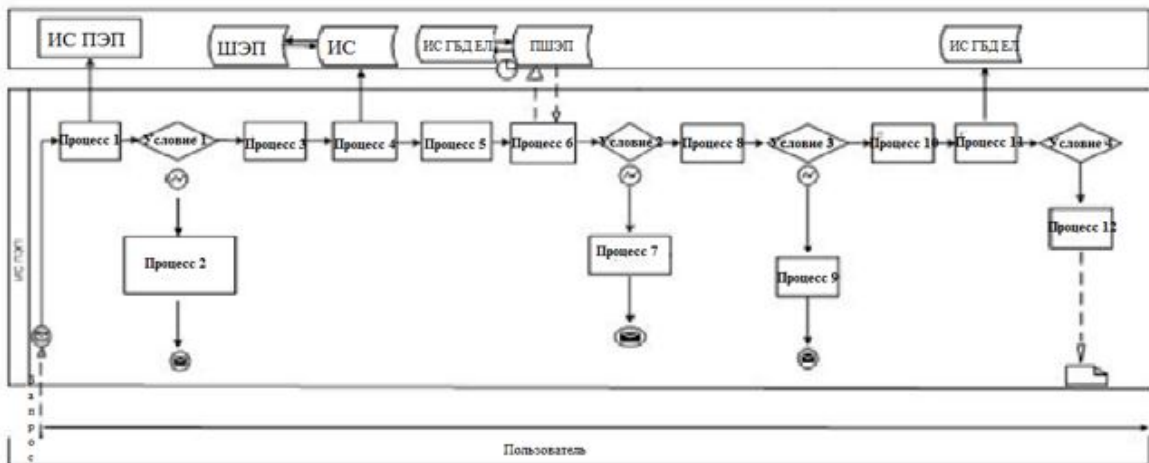 ИС ПЭП
ШЭП
ИС
ИС ГБД ЕЛ
ПШЭП
ИС ГБД ЕЛ
Процесс 1
Условие 1
Процесс 3
Процесс 4
Процесс 5
Процесс 6
Условие 2
Процесс 8
Условие 3
Процесс 10
Процесс 11
Условие 4
Процесс 2
Процесс 7
Процесс 9
Процесс 12
ИС ПЭП
Запрос
Пользователь